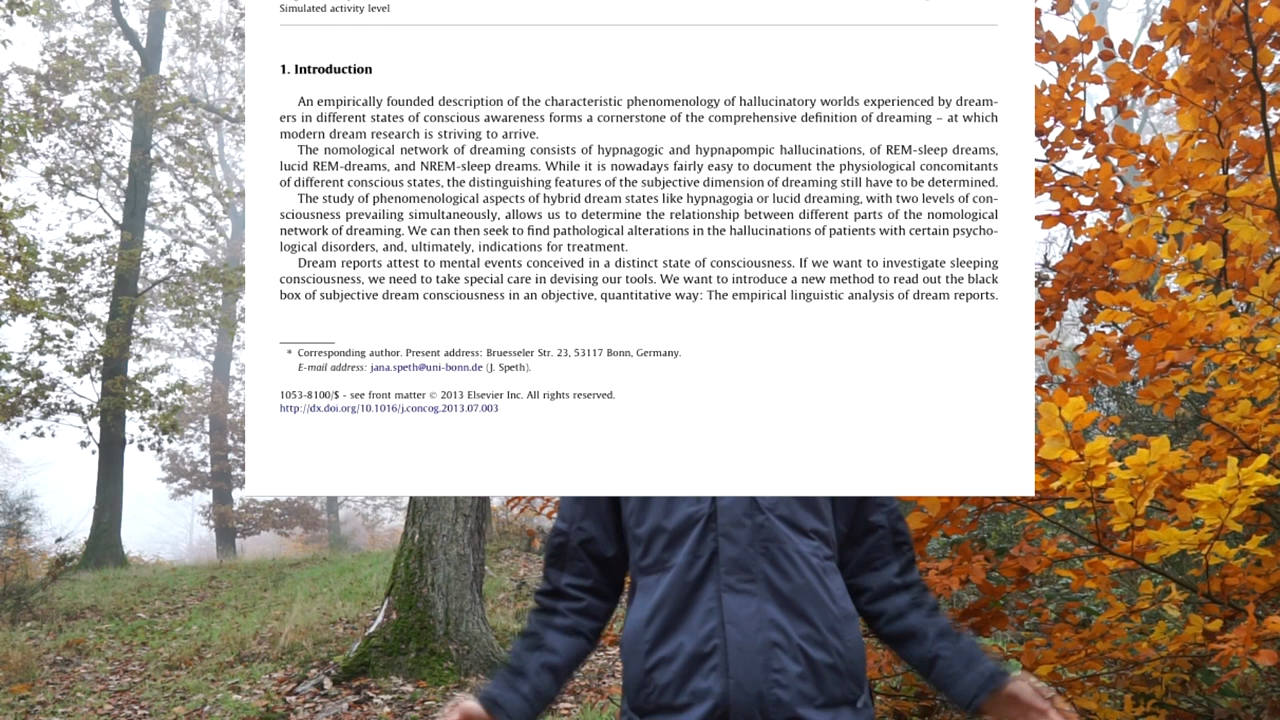 Simulated activity level
1. Introduction
An empirically founded description of the characteristic phenomenology of hallucinatory worlds experienced by dream-
ers in different states of conscious awareness forms a cornerstone of the comprehensive definition of dreaming – at which
modern dream research is striving to arrive.
The nomological network of dreaming consists of hypnagogic and hypnopompic hallucinations, of REM-sleep dreams,
lucid REM-dreams, and NREM-sleep dreams. While it is nowadays fairly easy to document the physiological concomitants
of different conscious states, the distinguishing features of the subjective dimension of dreaming still have to be determined.
The study of phenomenological aspects of hybrid dream states like hypnagogia or lucid dreaming, with two levels of con-
sciousness prevailing simultaneously, allows us to determine the relationship between different parts of the nomological
network of dreaming. We can then seek to find pathological alterations in the hallucinations of patients with certain psycho-
logical disorders, and, ultimately, indications for treatment.
Dream reports attest to mental events conceived in a distinct state of consciousness. If we want to investigate sleeping
consciousness, we need to take special care in devising our tools. We want to introduce a new method to read out the black
box of subjective dream consciousness in an objective, quantitative way: The empirical linguistic analysis of dream reports.
* Corresponding author. Present address: Bruesseler Str. 23, 53117 Bonn, Germany.
E-mail address: jana.speth@uni-bonn.de (J. Speth).
1053-8100/$ - see front matter © 2013 Elsevier Inc. All rights reserved.
http://dx.doi.org/10.1016/j.concog.2013.07.003